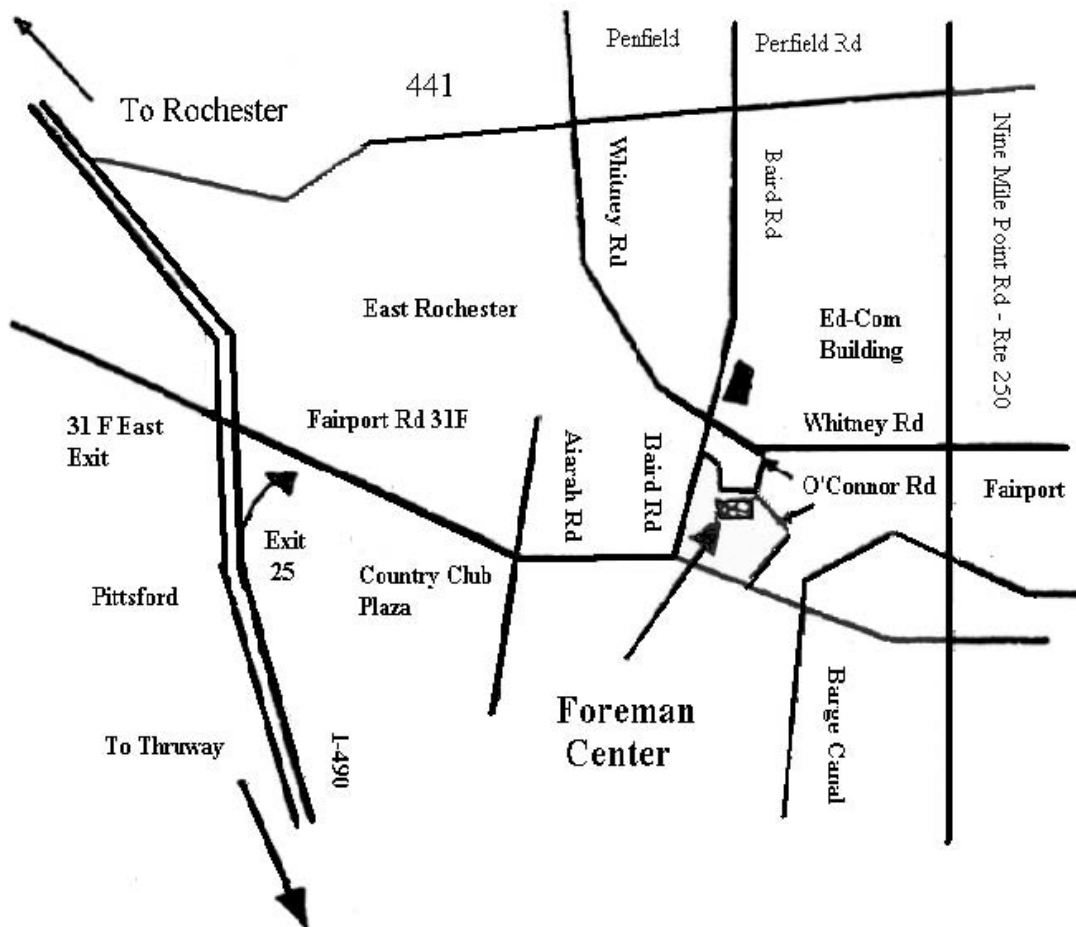 Penfield
Perfield Rd
441
To Rochester
Whitney Rd
Baird Rd
Nine Mile Point Rd - Rte 250
East Rochester
Ed-Com
Building
31 F East
Exit
Fairport Rd 31F
Whitney Rd
Aiarah Rd
Baird Rd
O'Connor Rd
Fairport
Exit
25
Country Club
Plaza
Pittsford
Foreman
Center
Barge Canal
To Thruway
I-490